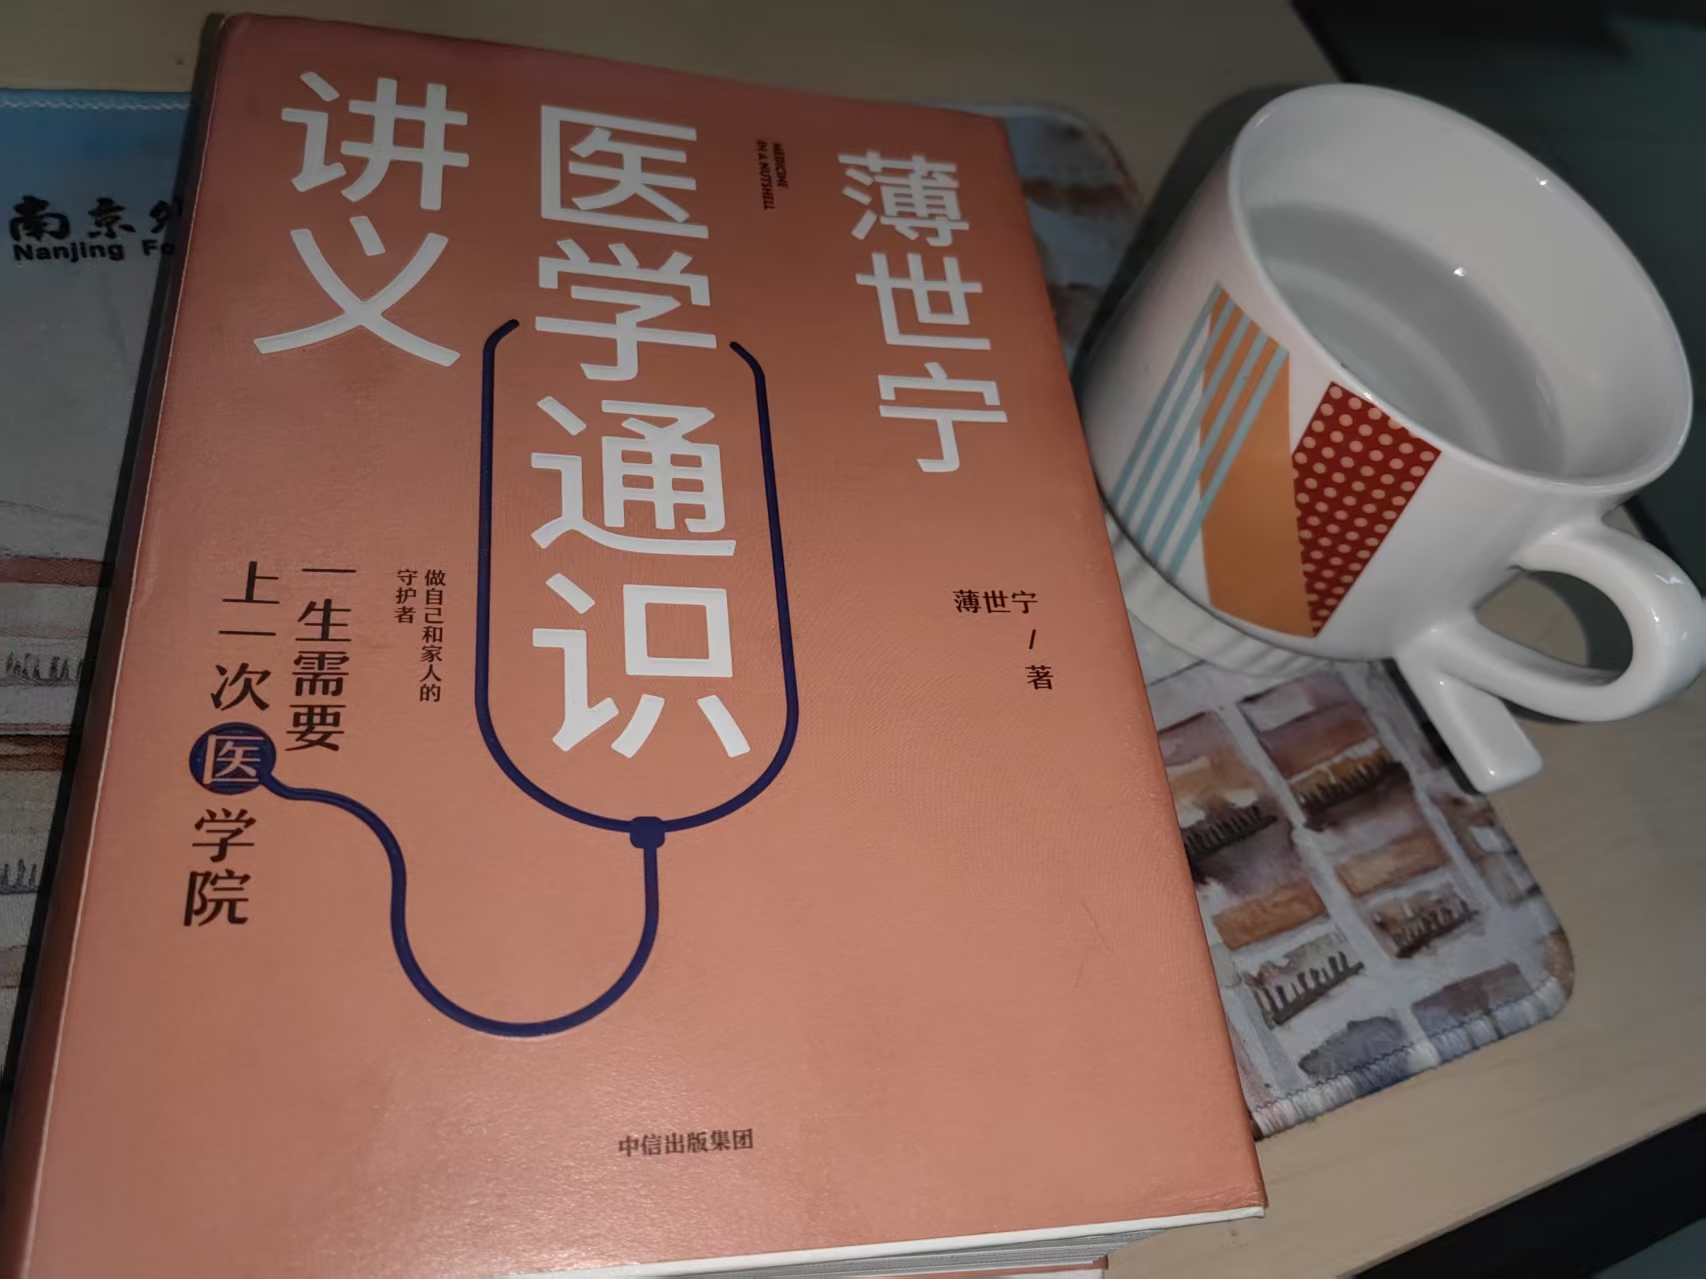 薄世宁
医学通识
讲义
MEDICINE
IN A NUTSHELL
薄世宁
/
著
做自己和家人的
守护者
一生需要
上一次医学院
中信出版集团
南京外
Nanjing Fo